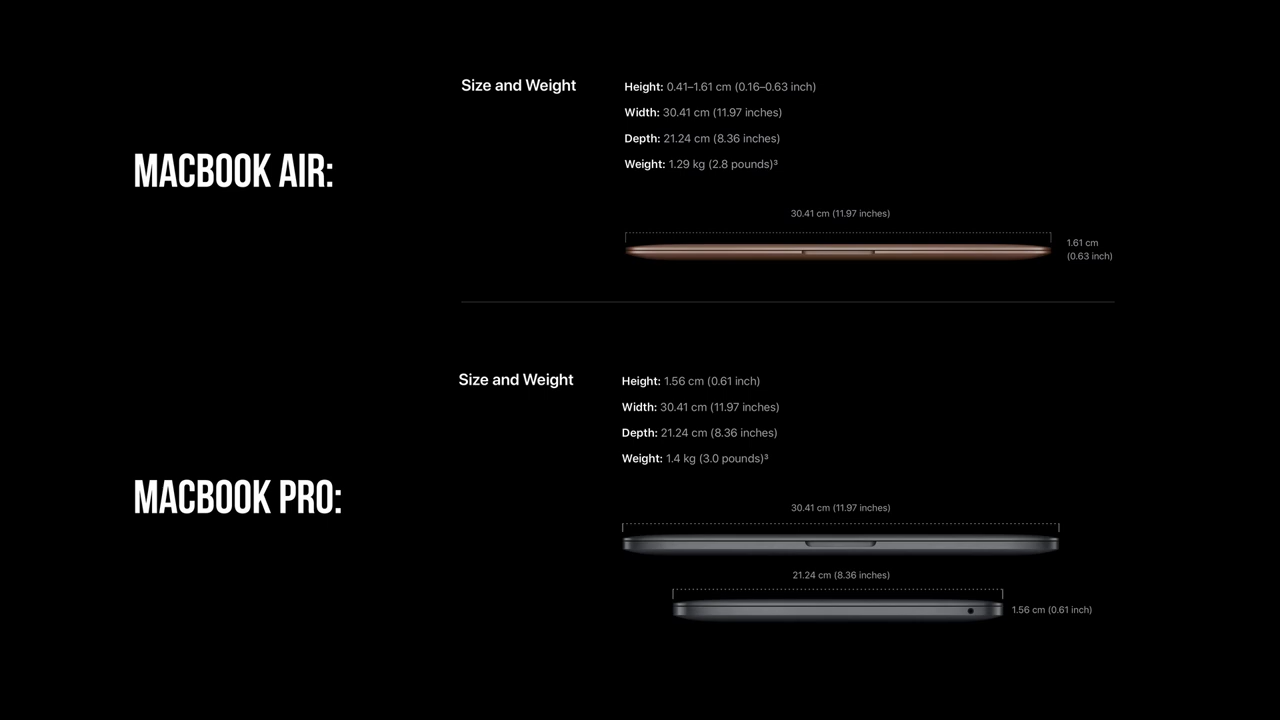 MACBOOK AIR:
Size and Weight
Height: 0.41–1.61 cm (0.16–0.63 inch)
Width: 30.41 cm (11.97 inches)
Depth: 21.24 cm (8.36 inches)
Weight: 1.29 kg (2.8 pounds)³
30.41 cm (11.97 inches)
1.61 cm
(0.63 inch)
MACBOOK PRO:
Size and Weight
Height: 1.56 cm (0.61 inch)
Width: 30.41 cm (11.97 inches)
Depth: 21.24 cm (8.36 inches)
Weight: 1.4 kg (3.0 pounds)³
30.41 cm (11.97 inches)
21.24 cm (8.36 inches)
1.56 cm (0.61 inch)